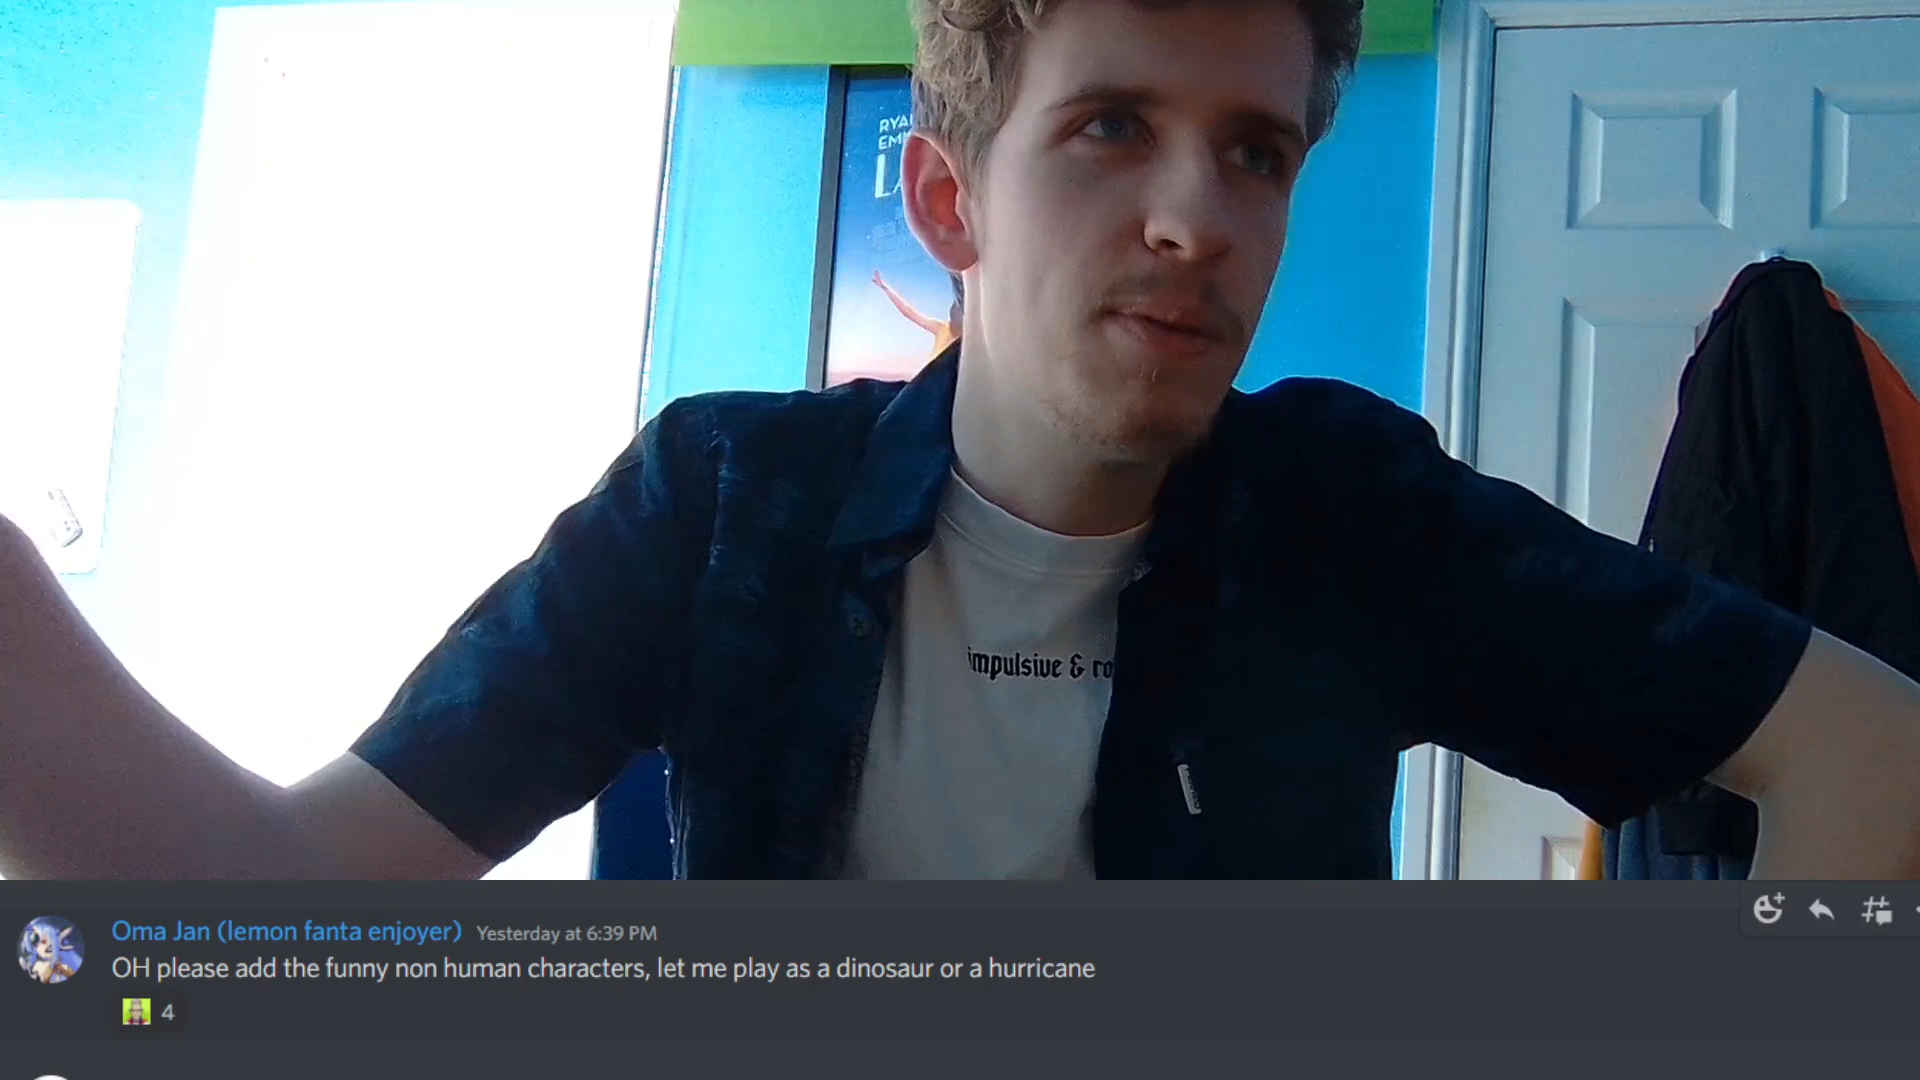 RYA
EM
LA
impulsive & ro
Oma Jan (lemon fanta enjoyer) Yesterday at 6:39 PM
OH please add the funny non human characters, let me play as a dinosaur or a hurricane
4